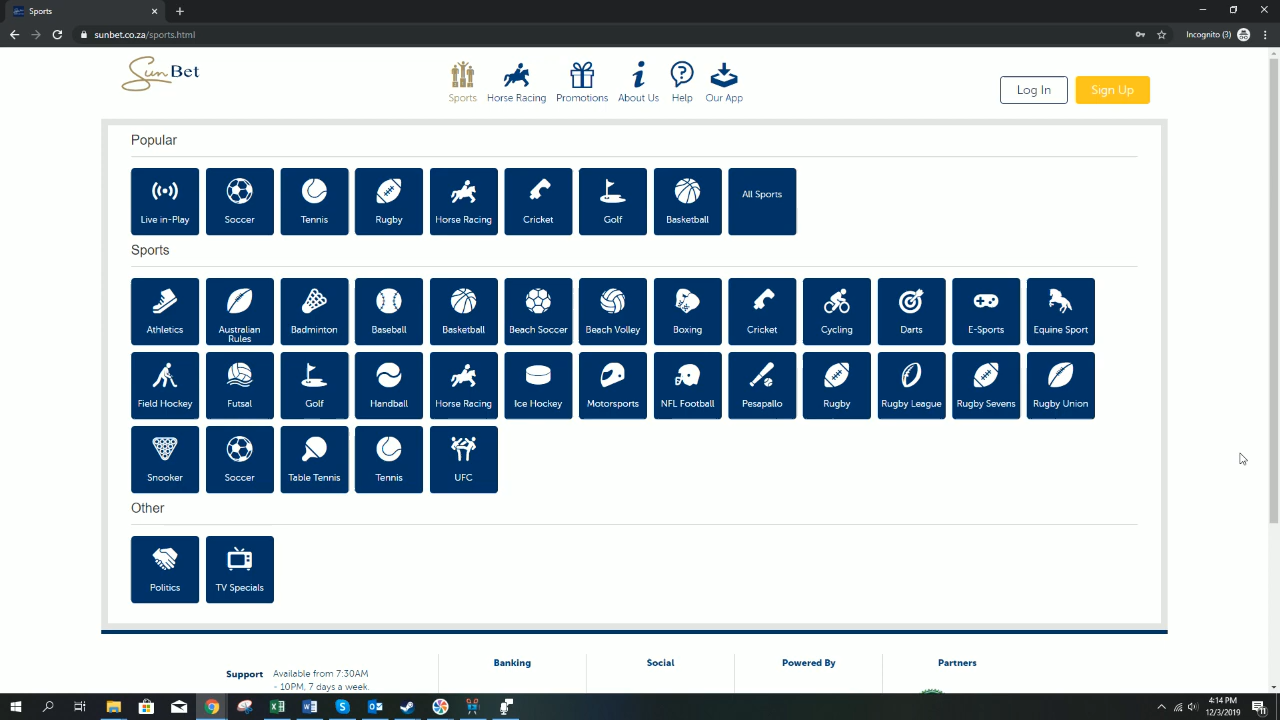 Sports
sunbet.co.za/sports.html
Incognito (3)
Sun Bet
Sports
Horse Racing
Promotions
About Us
Help
Our App
Log In
Sign Up
Popular
Live in-Play
Soccer
Tennis
Rugby
Horse Racing
Cricket
Golf
Basketball
All Sports
Sports
Athletics
Australian
Rules
Badminton
Baseball
Basketball
Beach Soccer
Beach Volley
Boxing
Cricket
Cycling
Darts
E-Sports
Equine Sport
Field Hockey
Futsal
Golf
Handball
Horse Racing
Ice Hockey
Motorsports
NFL Football
Pesapallo
Rugby
Rugby League
Rugby Sevens
Rugby Union
Snooker
Soccer
Table Tennis
Tennis
UFC
Other
Politics
TV Specials
Support
Available from 7:30AM
- 10PM, 7 days a week.
Banking
Social
Powered By
Partners
4:14 PM
12/3/2019